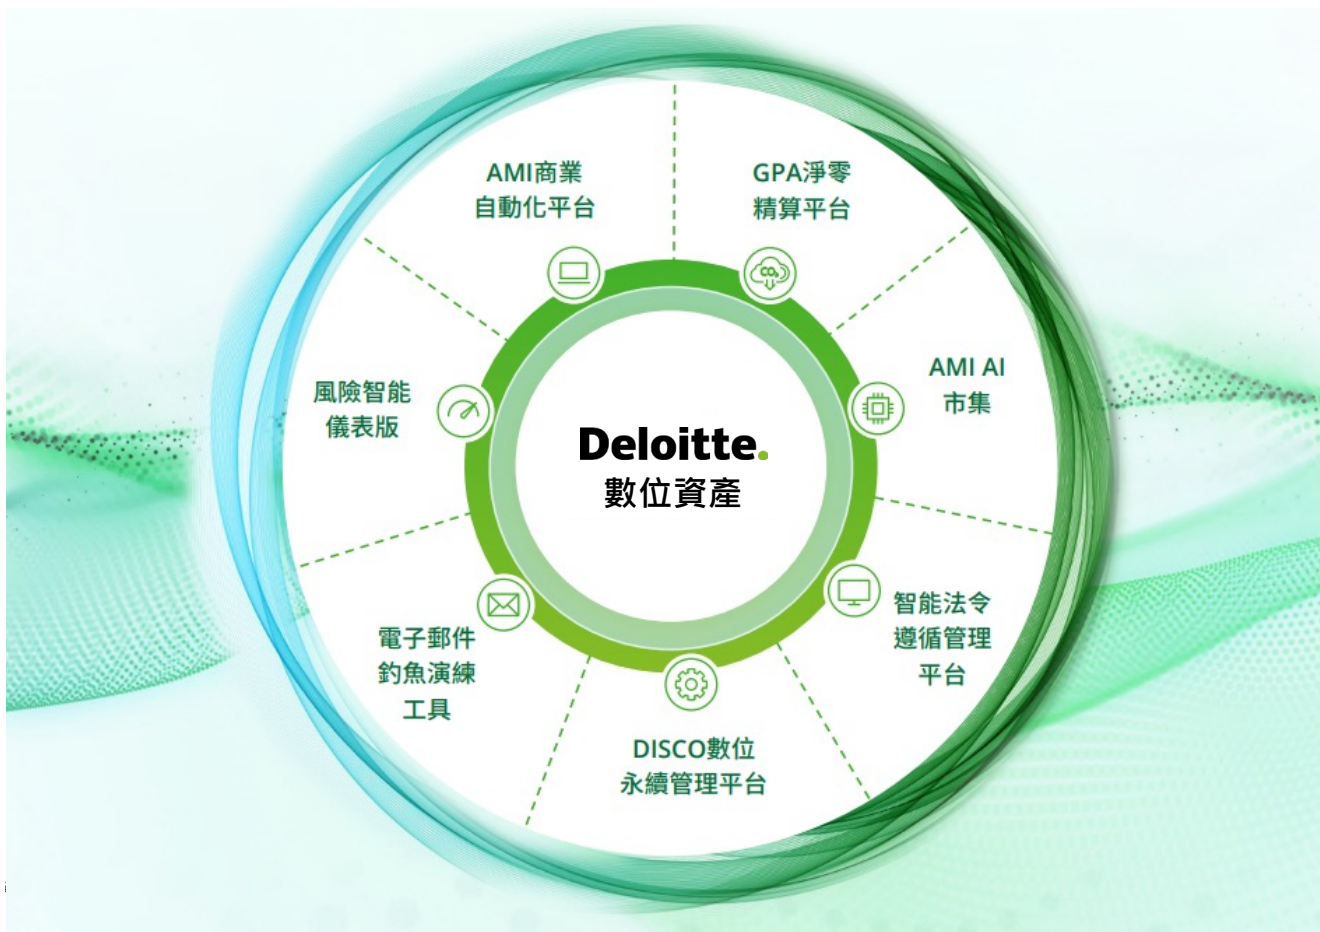 AMI商業
自動化平台
GPA淨零
精算平台
CO₂
風險智能
儀表版
AMI AI
市集
Deloitte.
數位資產
智能法令
遵循管理
平台
電子郵件
釣魚演練
工具
DISCO數位
永續管理平台